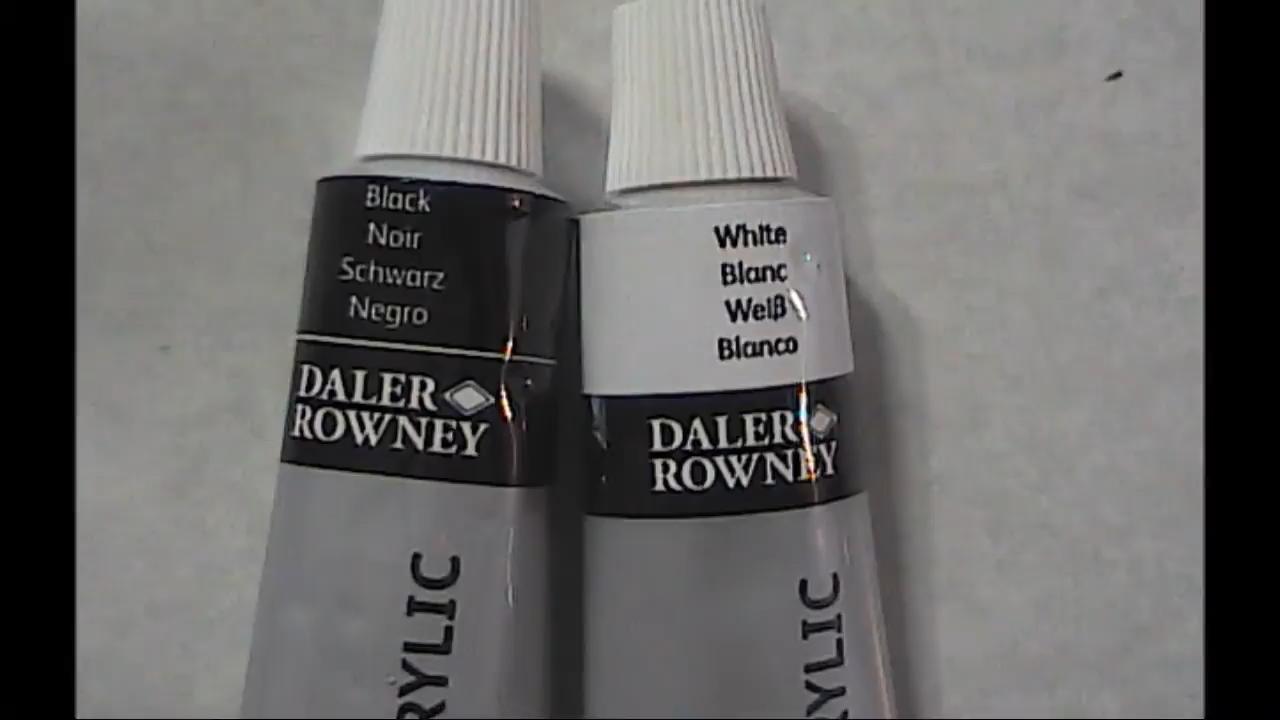 Black
Noir
Schwarz
Negro
DALER
ROWNEY
RYLIC
White
Blanc
Weiß
Blanco
DALER
ROWNEY
RYLIC